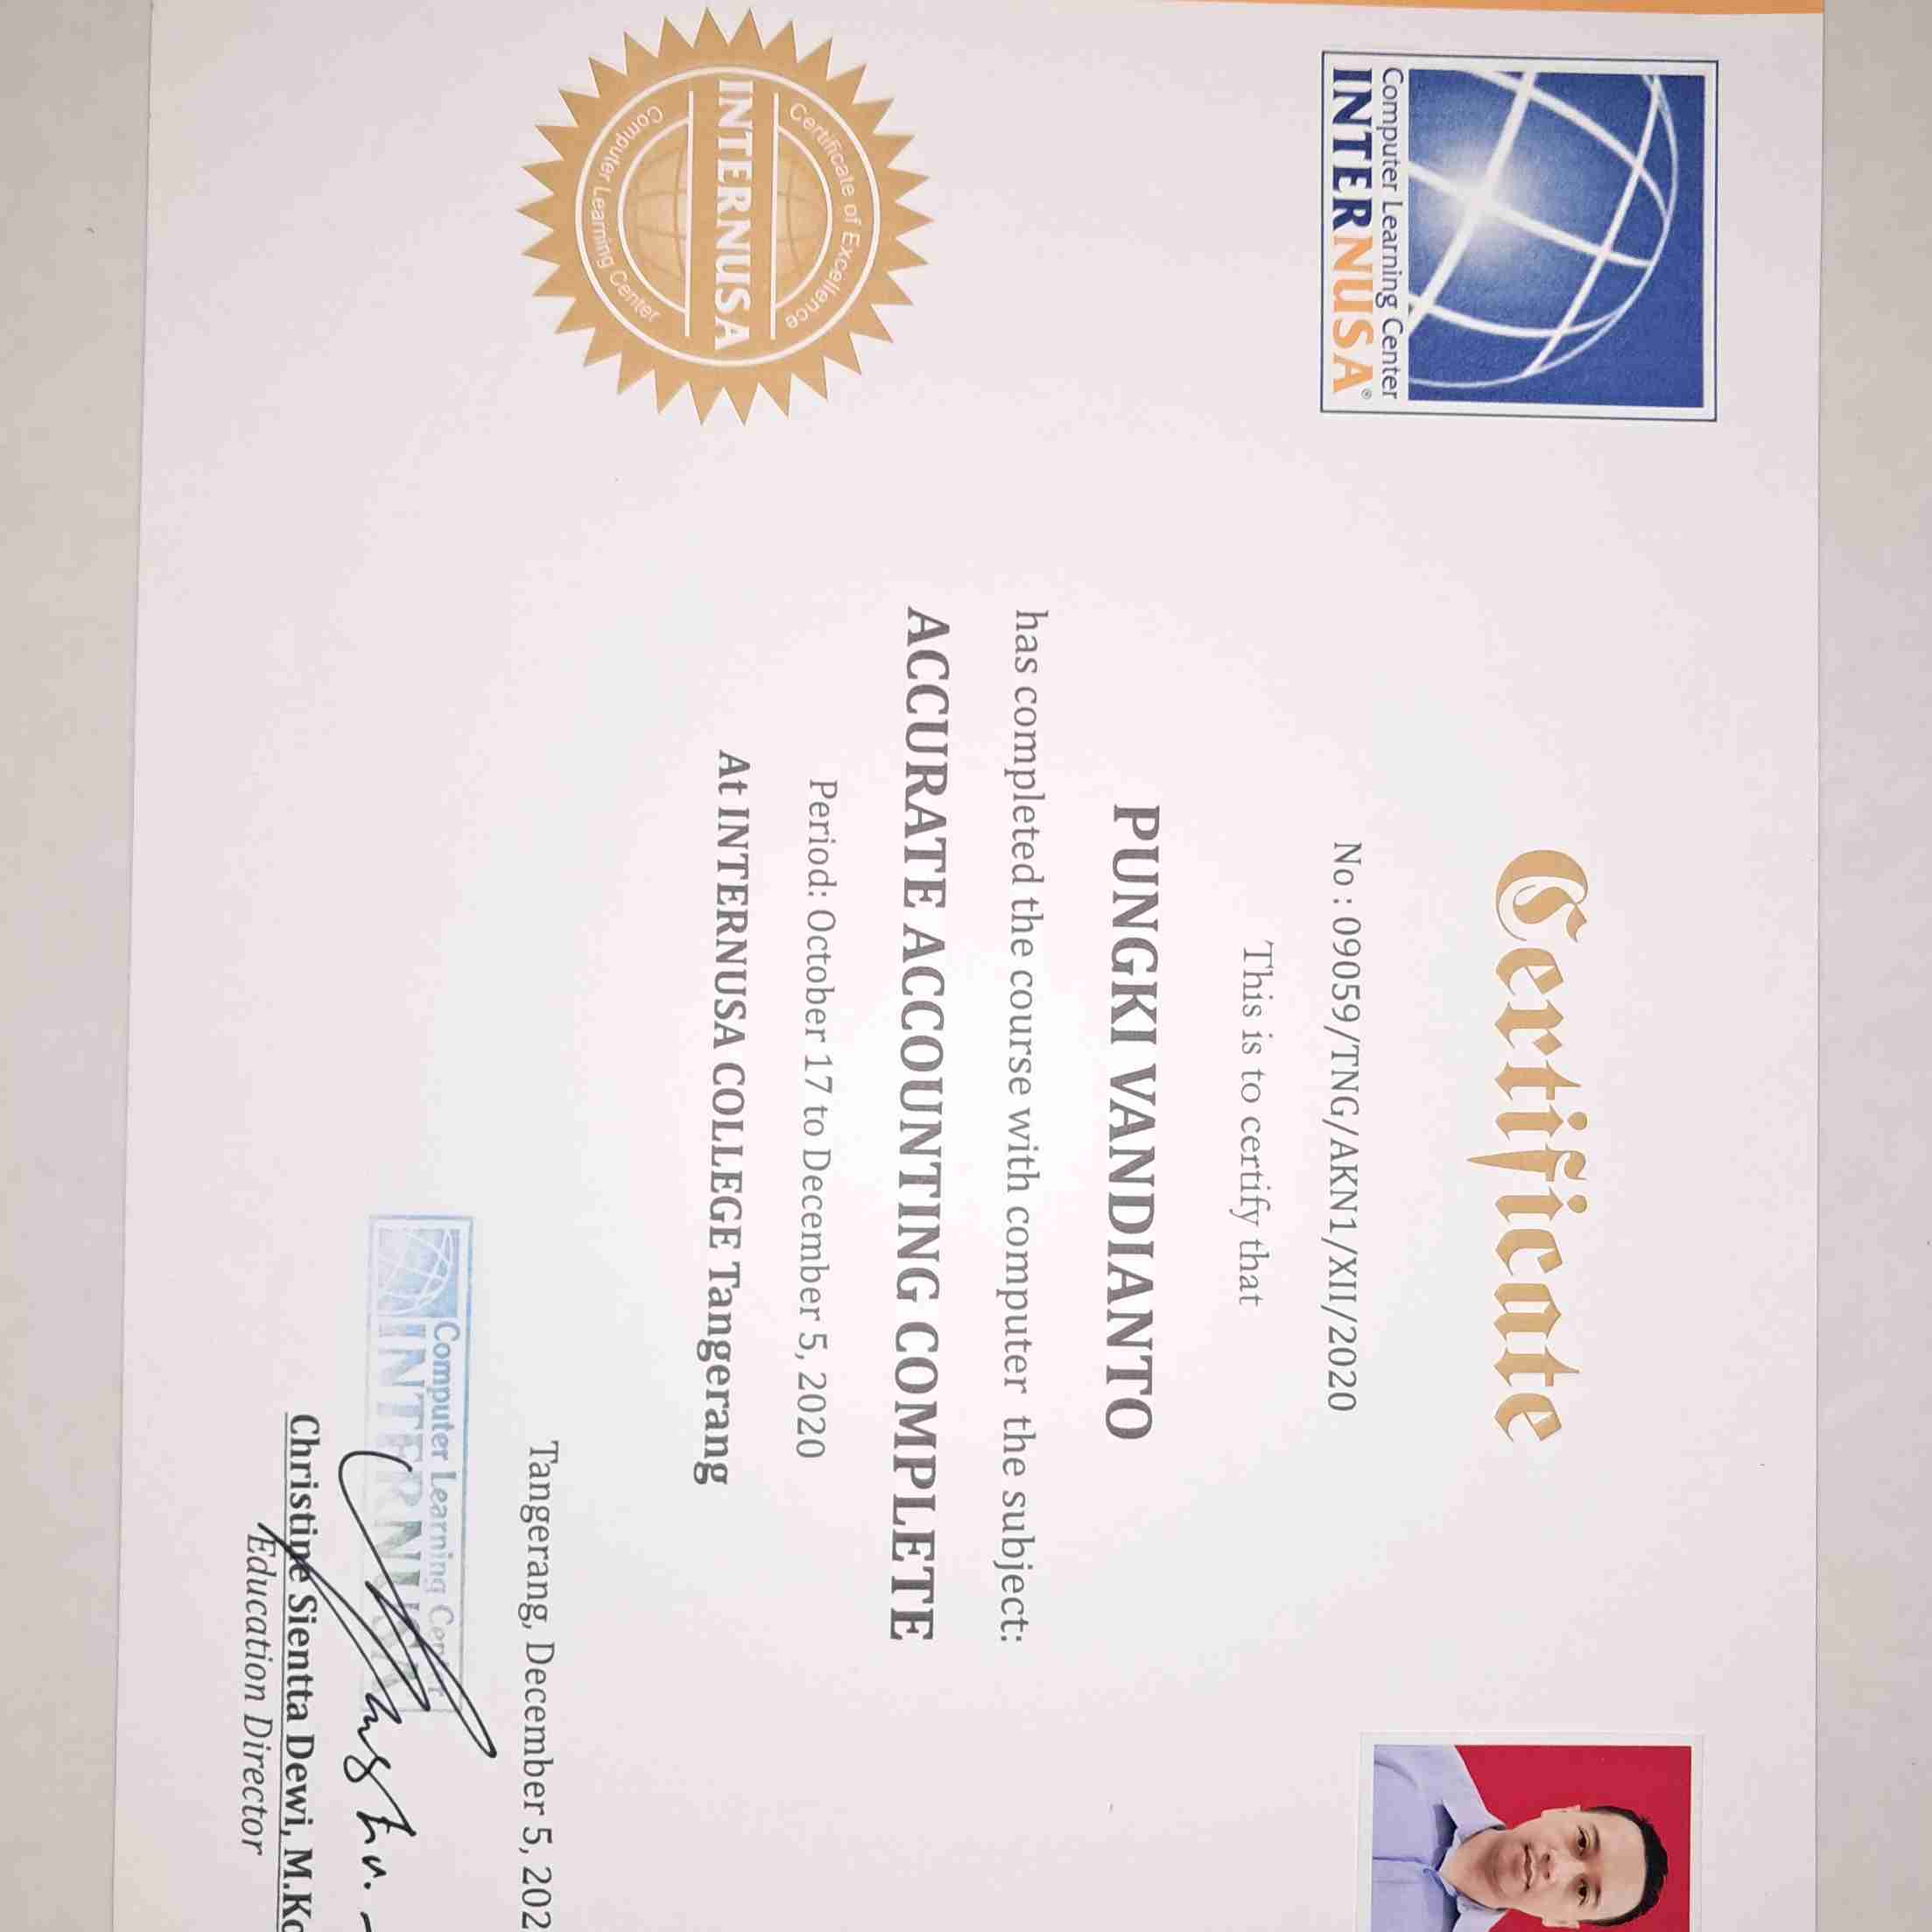 Computer Learning Center
INTERNUSA®
Certificate
No : 09059/TNG/AKN1/XII/2020
This is to certify that
PUNGKI VANDIANTO
has completed the course with computer the subject:
ACCURATE ACCOUNTING COMPLETE
Period: October 17 to December 5, 2020
At INTERNUSA COLLEGE Tangerang
Certificate of Excellence
INTERNUSA
Computer Learning Center
Tangerang, December 5, 202
Computer Learning Center
INTERNUSA
Christine Sientta Dewi, M.Ko
Education Director